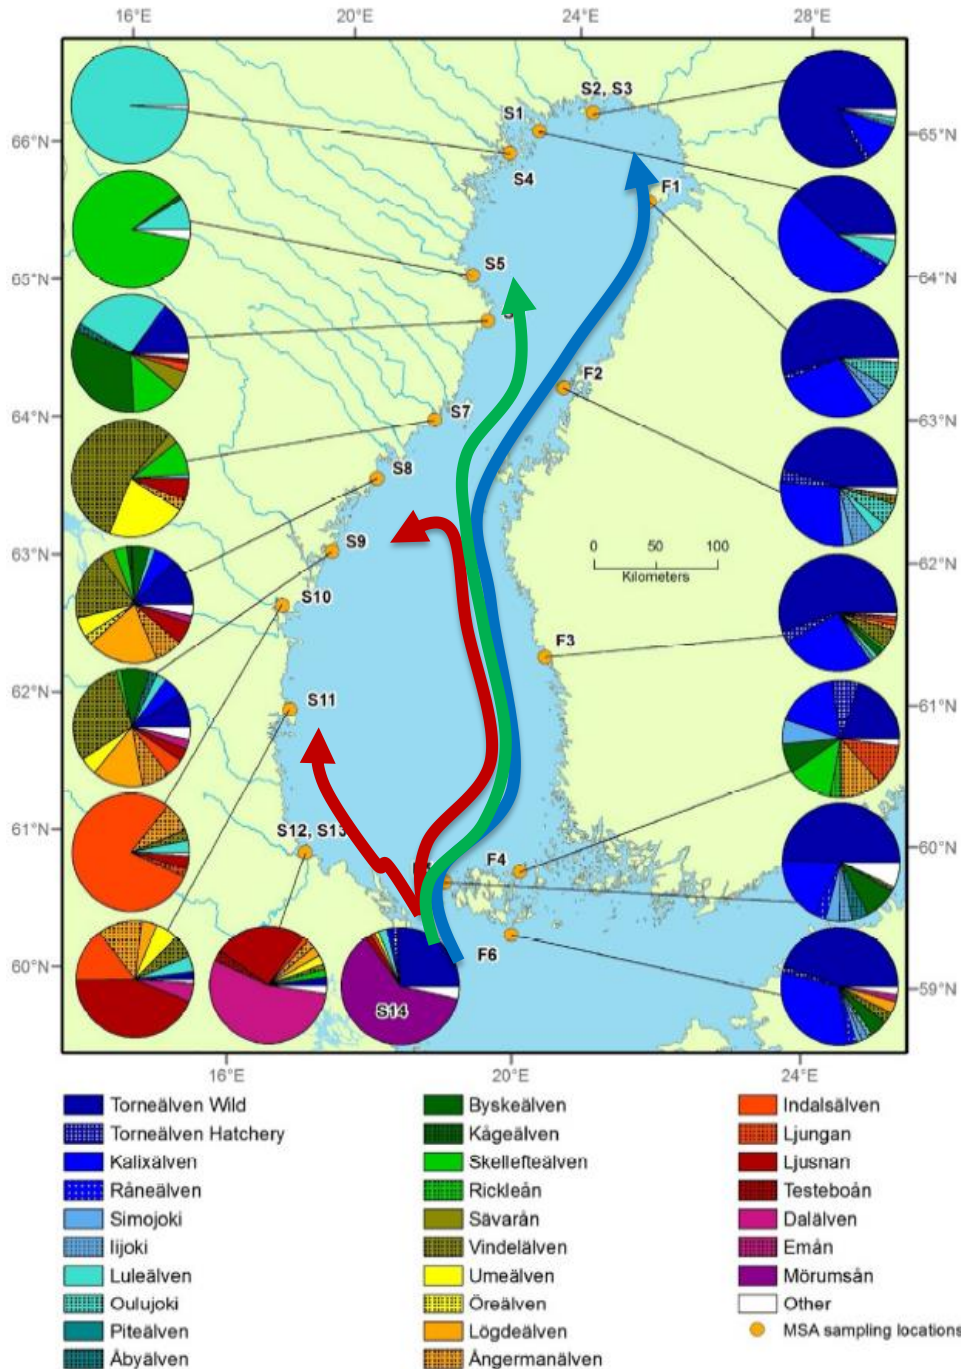 16°E 20°E 24°E 28°E
S2, S3
S1
66°N 65°N
S4
F1
S5
65°N 64°N
F2
64°N S7 63°N
S8
S9
0 50 100
Kilometers
63°N 62°N
S10
F3
62°N S11 61°N
61°N S12, S13 60°N
F4
60°N F6 59°N
S14
16°E 20°E 24°E
Torneälven Wild
Torneälven Hatchery
Kalixälven
Råneälven
Simojoki
Iijoki
Luleälven
Oulujoki
Piteälven
Åbyälven
Byskeälven
Kågeälven
Skellefteälven
Rickleån
Sävarån
Vindelälven
Umeälven
Öreälven
Lögdeälven
Ångermanälven
Indalsälven
Ljungan
Ljusnan
Testeboån
Dalälven
Emån
Mörumsån
Other
MSA sampling locations